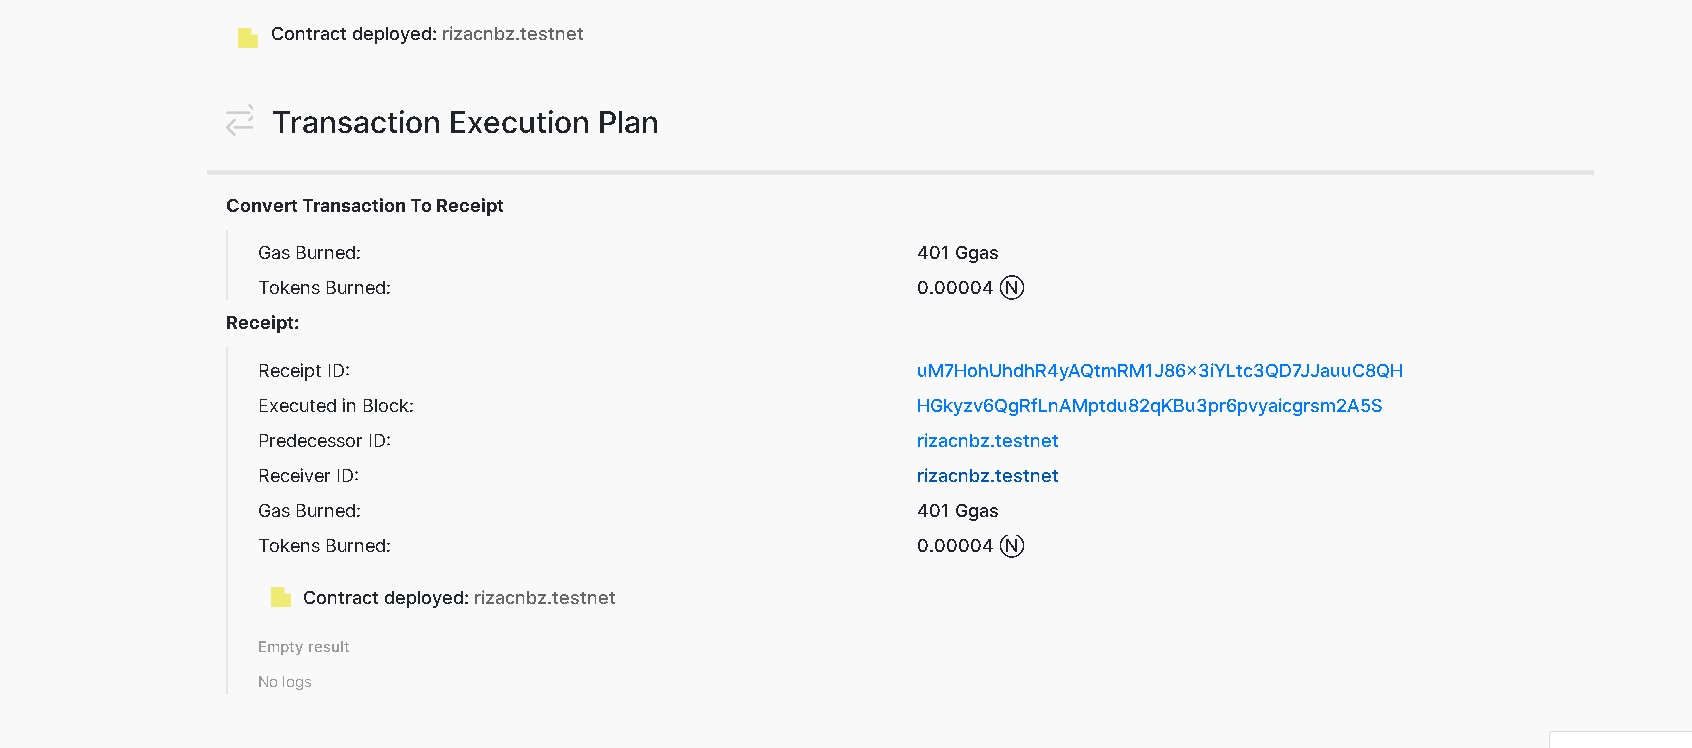 Contract deployed: rizacnbz.testnet
Transaction Execution Plan
Convert Transaction To Receipt
Gas Burned: 401 Ggas
Tokens Burned: 0.00004 Ⓝ
Receipt:
Receipt ID: uM7HohUhdhR4yAQtmRM1J86x3iYLtc3QD7JJauuC8QH
Executed in Block: HGkyzv6QgRfLnAMptdu82qKBu3pr6pvyaicgrsm2A5S
Predecessor ID: rizacnbz.testnet
Receiver ID: rizacnbz.testnet
Gas Burned: 401 Ggas
Tokens Burned: 0.00004 Ⓝ
Contract deployed: rizacnbz.testnet
Empty result
No logs